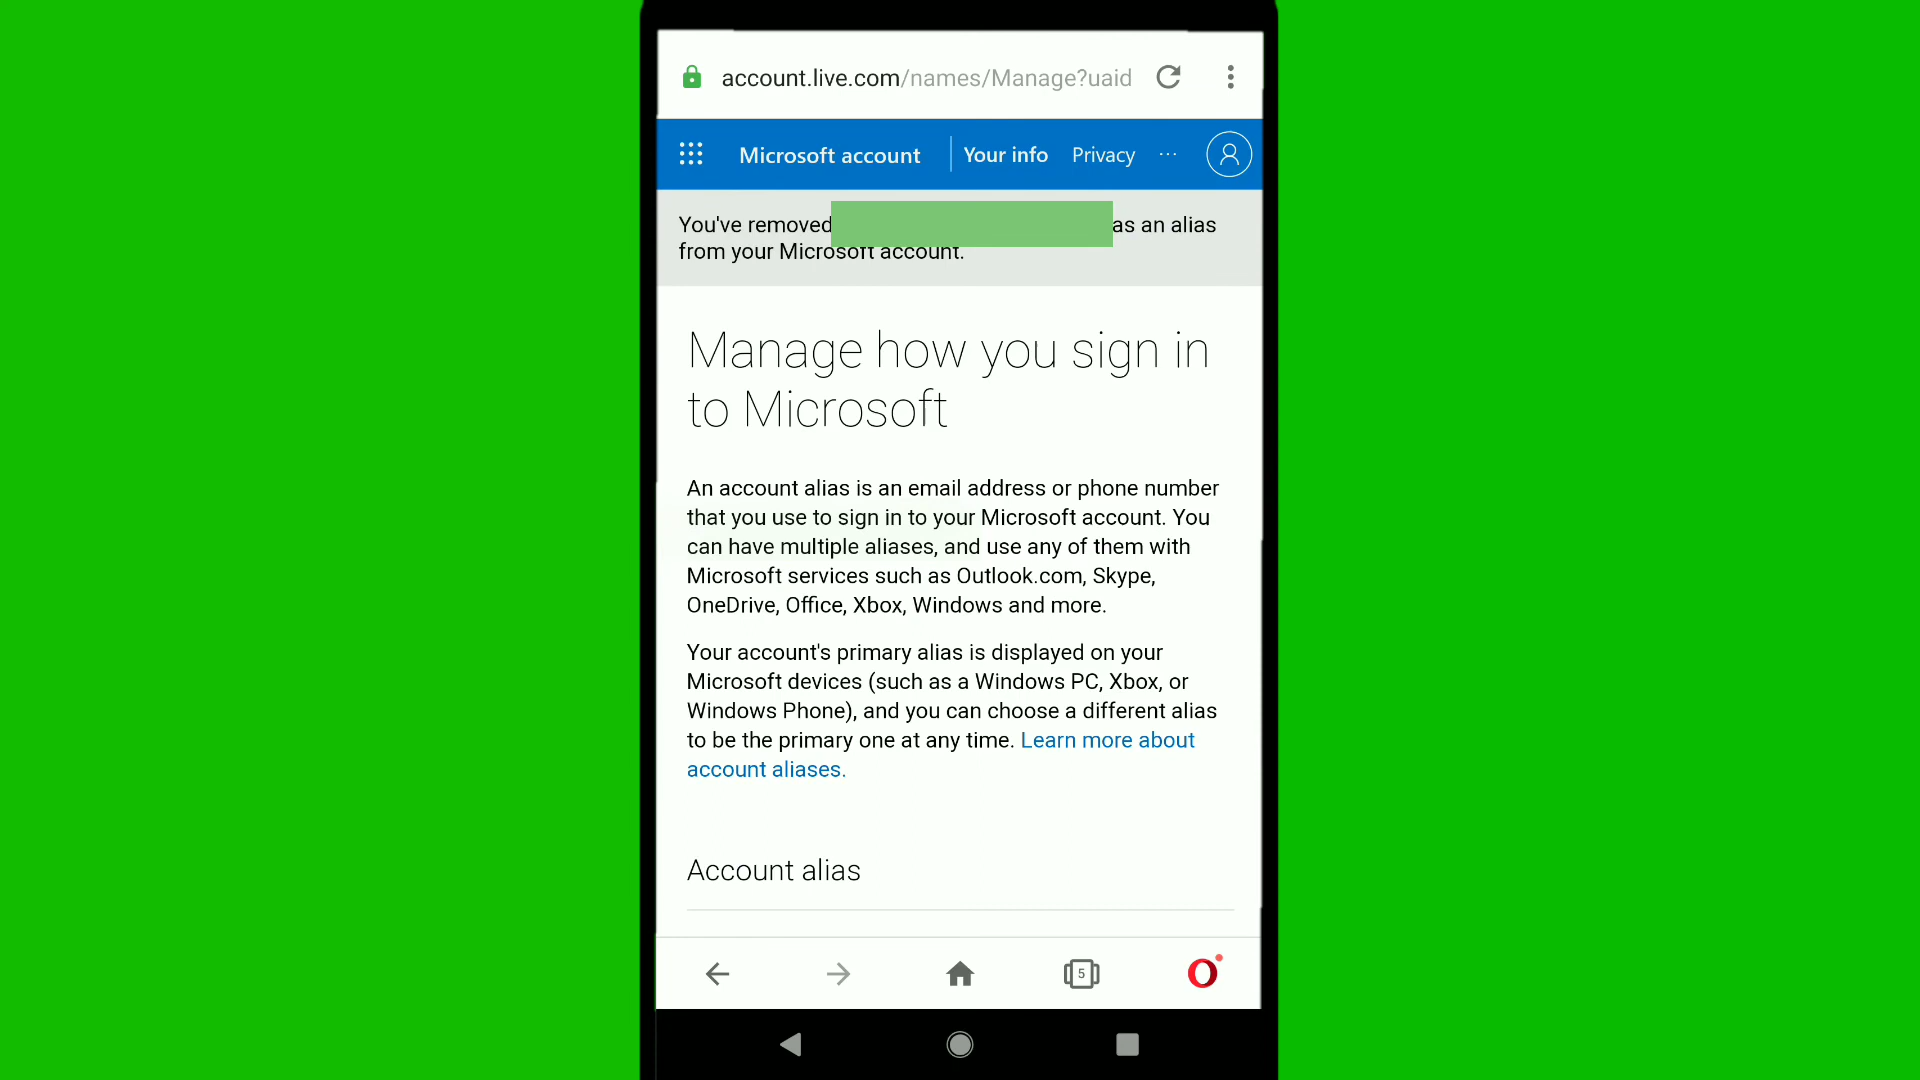 account.live.com/names/Manage?uaid
Microsoft account
Your info
Privacy
...
You've removed as an alias
from your Microsoft account.
Manage how you sign in
to Microsoft
An account alias is an email address or phone number
that you use to sign in to your Microsoft account. You
can have multiple aliases, and use any of them with
Microsoft services such as Outlook.com, Skype,
OneDrive, Office, Xbox, Windows and more.
Your account's primary alias is displayed on your
Microsoft devices (such as a Windows PC, Xbox, or
Windows Phone), and you can choose a different alias
to be the primary one at any time. Learn more about
account aliases.
Account alias
5